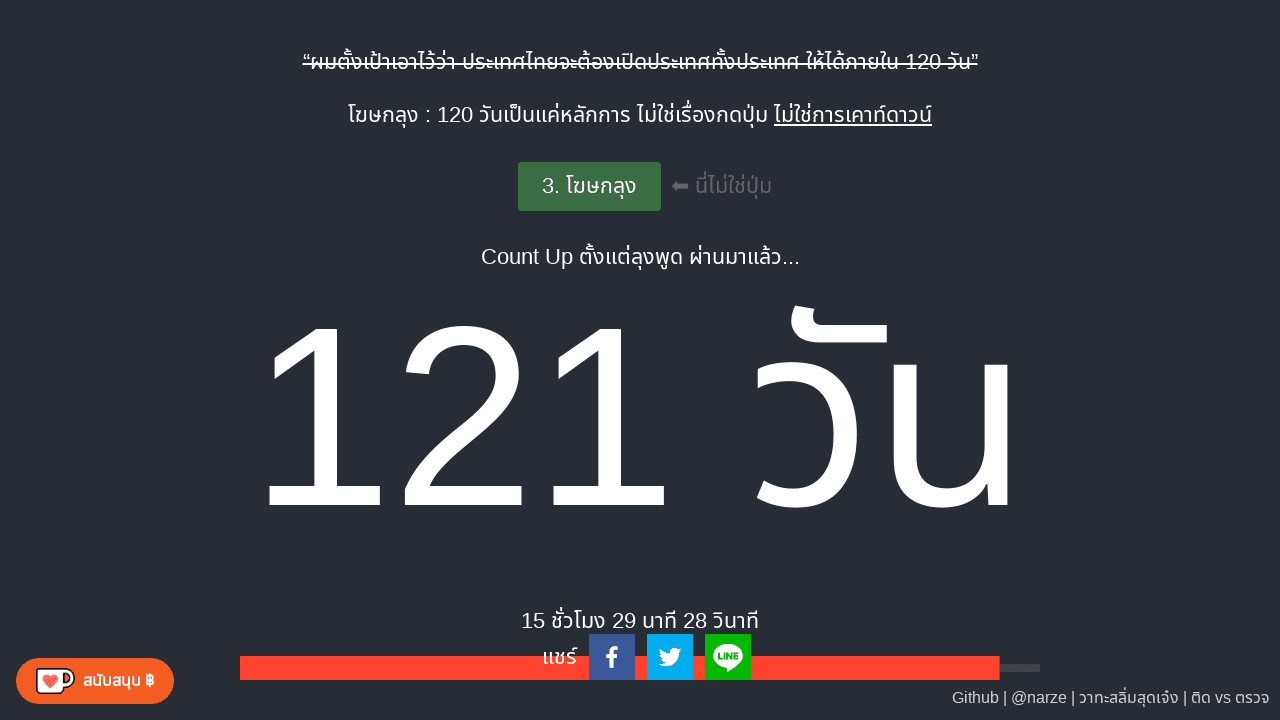 “ผมตั้งเป้าเอาไว้ว่า ประเทศไทยจะต้องเปิดประเทศทั้งประเทศ ให้ได้ภายใน 120 วัน”
โฆษกลุง : 120 วันเป็นแค่หลักการ ไม่ใช่เรื่องกดปุ่ม ไม่ใช่การเคาท์ดาวน์
3. โฆษกลุง ⬅ นี่ไม่ใช่ปุ่ม
Count Up ตั้งแต่ลุงพูด ผ่านมาแล้ว...
121 วัน
15 ชั่วโมง 29 นาที 28 วินาที
แชร์
LINE
สนับสนุน ฿
Github | @narze | วาทะสลิ่มสุดเจ๋ง | ติด vs ตรวจ